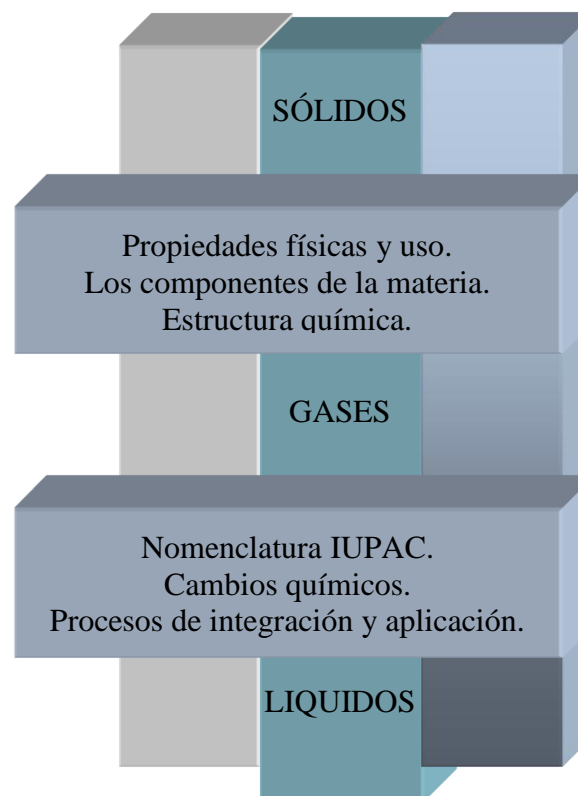 SÓLIDOS
Propiedades físicas y uso.
Los componentes de la materia.
Estructura química.
GASES
Nomenclatura IUPAC.
Cambios químicos.
Procesos de integración y aplicación.
LIQUIDOS